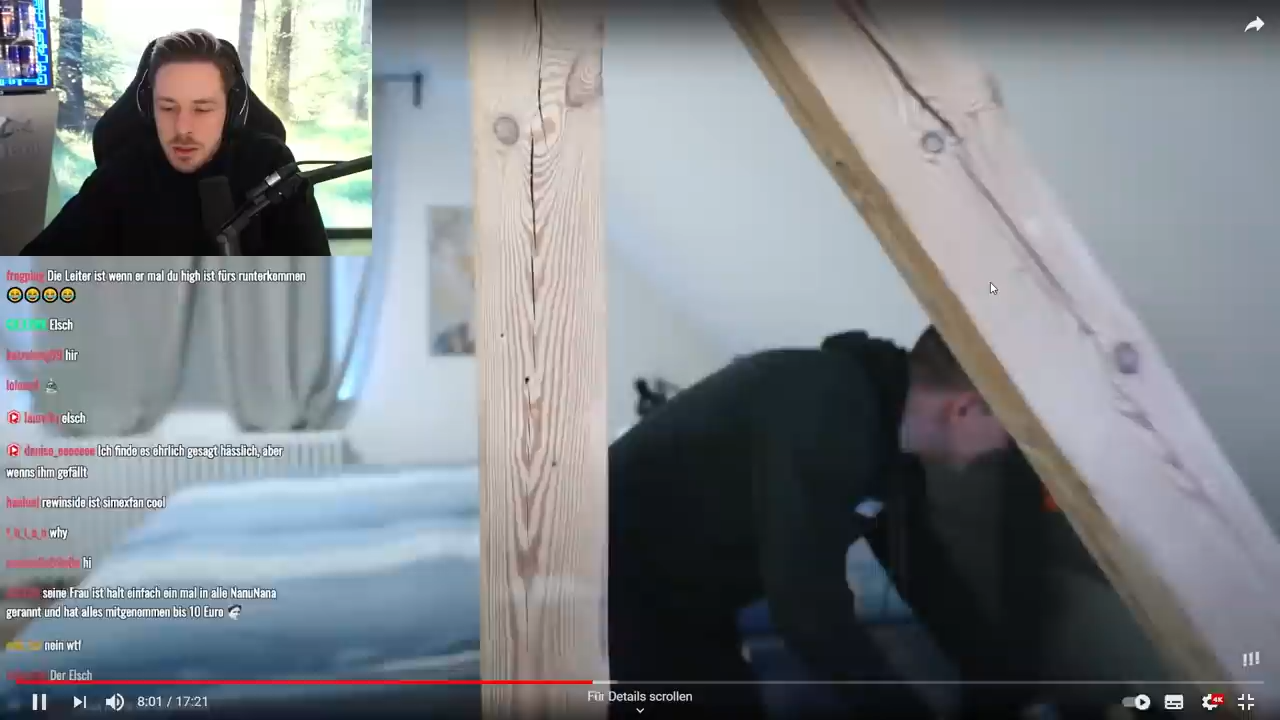 Die Leiter ist wenn er mal du high ist fürs runterkommen
Elsch
hir
elsch
Ich finde es ehrlich gesagt hässlich, aber
wenns ihm gefällt
rewinside ist simexfan cool
why
hi
seine Frau ist halt einfach ein mal in alle NanuNana
gerannt und hat alles mitgenommen bis 10 Euro
nein wtf
Der Elsch
8:01 / 17:21
Für Details scrollen
4K